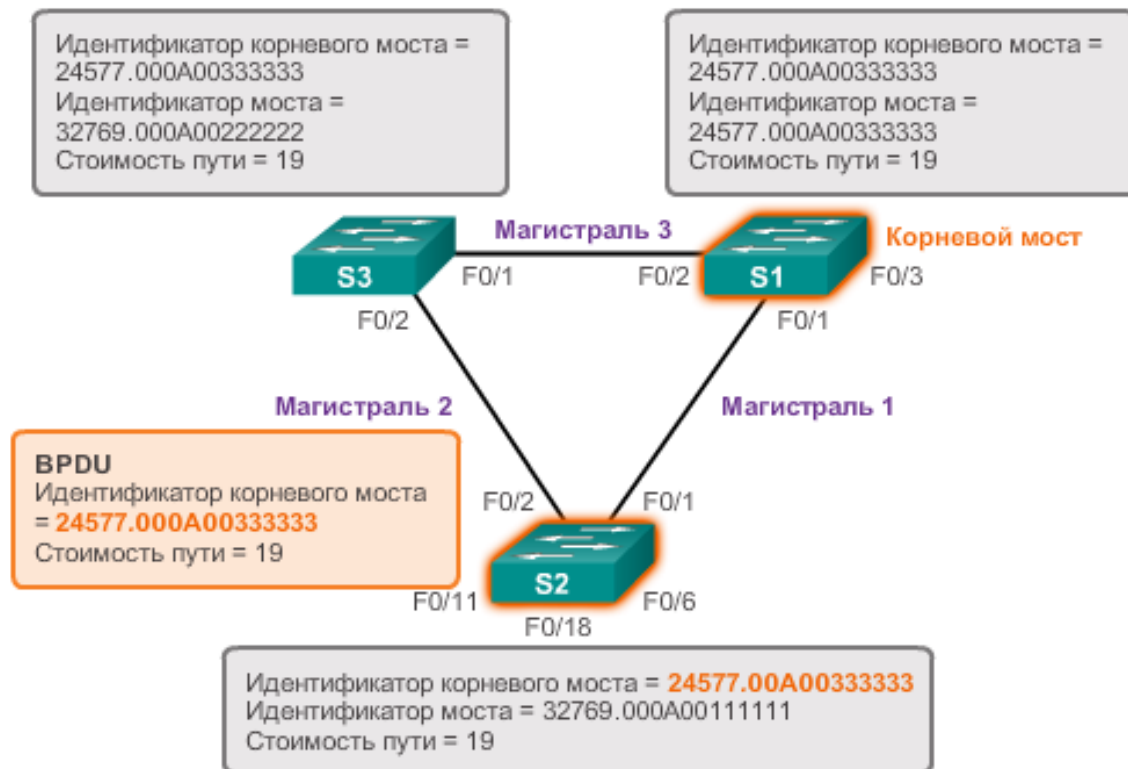 Идентификатор корневого моста =
24577.000A00333333
Идентификатор моста =
32769.000A00222222
Стоимость пути = 19
Идентификатор корневого моста =
24577.000A00333333
Идентификатор моста =
24577.000A00333333
Стоимость пути = 19
Магистраль 3
Корневой мост
S3
F0/1
F0/2
S1
F0/3
F0/2
F0/1
Магистраль 2
Магистраль 1
BPDU
Идентификатор корневого моста
= 24577.000A00333333
Стоимость пути = 19
F0/2
F0/1
S2
F0/11
F0/6
F0/18
Идентификатор корневого моста = 24577.00A00333333
Идентификатор моста = 32769.000A00111111
Стоимость пути = 19